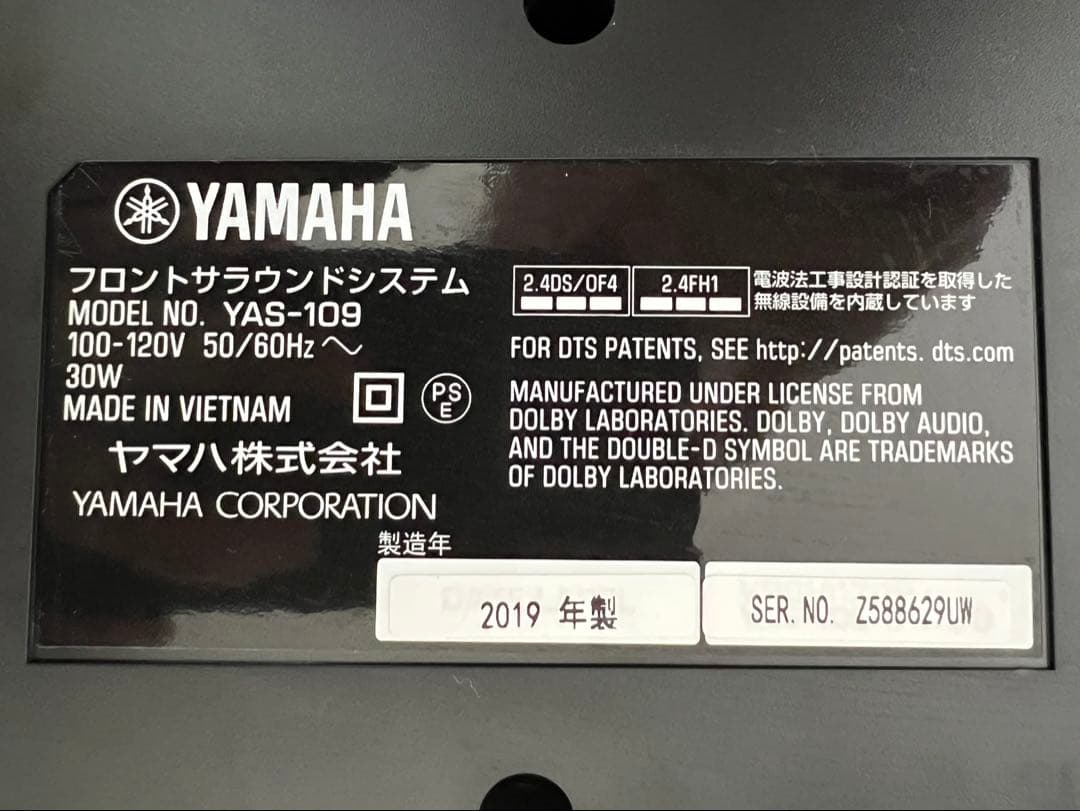 YAMAHA
フロントサラウンドシステム
MODEL NO. YAS-109
100-120V 50/60Hz ～
30W
MADE IN VIETNAM
PS
E
ヤマハ株式会社
YAMAHA CORPORATION
2.4DS/OF4
2.4FH1
電波法工事設計認証を取得した
無線設備を内蔵しています
FOR DTS PATENTS, SEE http://patents. dts.com
MANUFACTURED UNDER LICENSE FROM
DOLBY LABORATORIES. DOLBY, DOLBY AUDIO,
AND THE DOUBLE-D SYMBOL ARE TRADEMARKS
OF DOLBY LABORATORIES.
製造年
2019 年製
SER. NO. Z588629UW